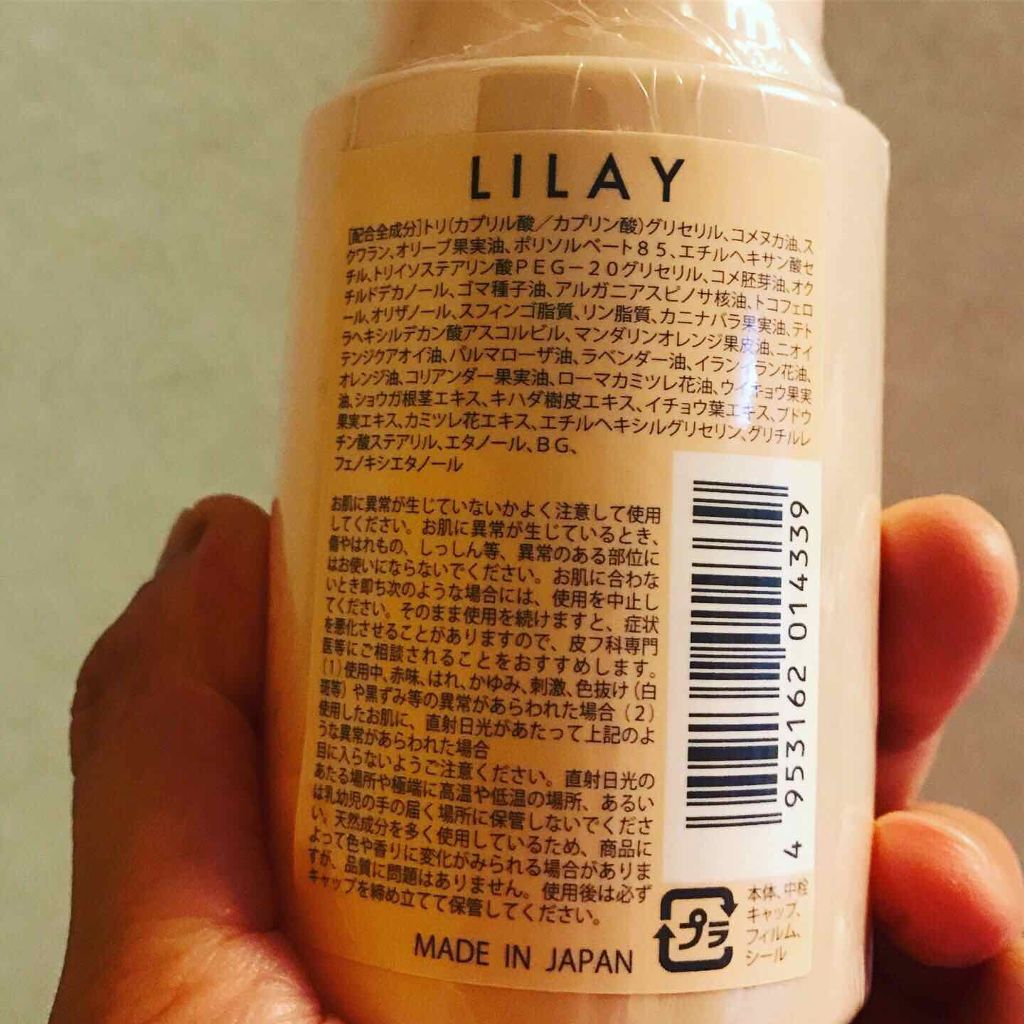 LILAY
[配合全成分]トリ(カプリル酸／カプリン酸)グリセリル、コメヌカ油、ス
クワラン、オリーブ果実油、ポリソルベート８５、エチルヘキサン酸セ
チル、トリイソステアリン酸ＰＥＧ－２０グリセリル、コメ胚芽油、オク
チルドデカノール、ゴマ種子油、アルガニアスピノサ核油、トコフェロ
ール、オリザノール、スフィンゴ脂質、リン脂質、カニナバラ果実油、テト
ラヘキシルデカン酸アスコルビル、マンダリンオレンジ果皮油、ニオイ
テンジクアオイ油、パルマローザ油、ラベンダー油、イランイラン花油、
オレンジ油、コリアンダー果実油、ローマカミツレ花油、ウイキョウ果実
油、ショウガ根茎エキス、キハダ樹皮エキス、イチョウ葉エキス、ブドウ
果実エキス、カミツレ花エキス、エチルヘキシルグリセリン、グリチルレ
チン酸ステアリル、エタノール、ＢＧ、
フェノキシエタノール
お肌に異常が生じていないかよく注意して使用
してください。お肌に異常が生じているとき、
傷やはれもの、しっしん等、異常のある部位に
はお使いにならないでください。お肌に合わな
いとき即ち次のような場合には、使用を中止し
てください。そのまま使用を続けますと、症状
を悪化させることがありますので、皮フ科専門
医等にご相談されることをおすすめします。
(1)使用中、赤味、はれ、かゆみ、刺激、色抜け（白
斑等）や黒ずみ等の異常があらわれた場合（2）
使用したお肌に、直射日光があたって上記のよ
うな異常があらわれた場合
目に入らないようご注意ください。直射日光の
あたる場所や極端に高温や低温の場所、あるい
は乳幼児の手の届く場所に保管しないでくださ
い。天然成分を多く使用しているため、商品に
よって色や香りに変化がみられる場合がありま
すが、品質に問題はありません。使用後は必ず
キャップを締め立てて保管してください。
MADE IN JAPAN
4 953162 014339
プラ
本体、中栓
キャップ、
フィルム、
シール